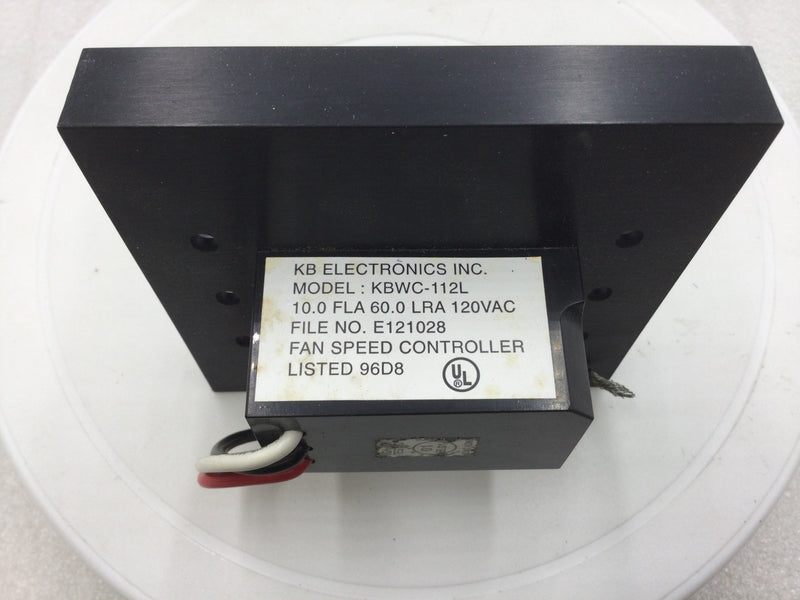 KB ELECTRONICS INC.
MODEL : KBWC-112L
10.0 FLA 60.0 LRA 120VAC
FILE NO. E121028
FAN SPEED CONTROLLER
LISTED 96D8
UL